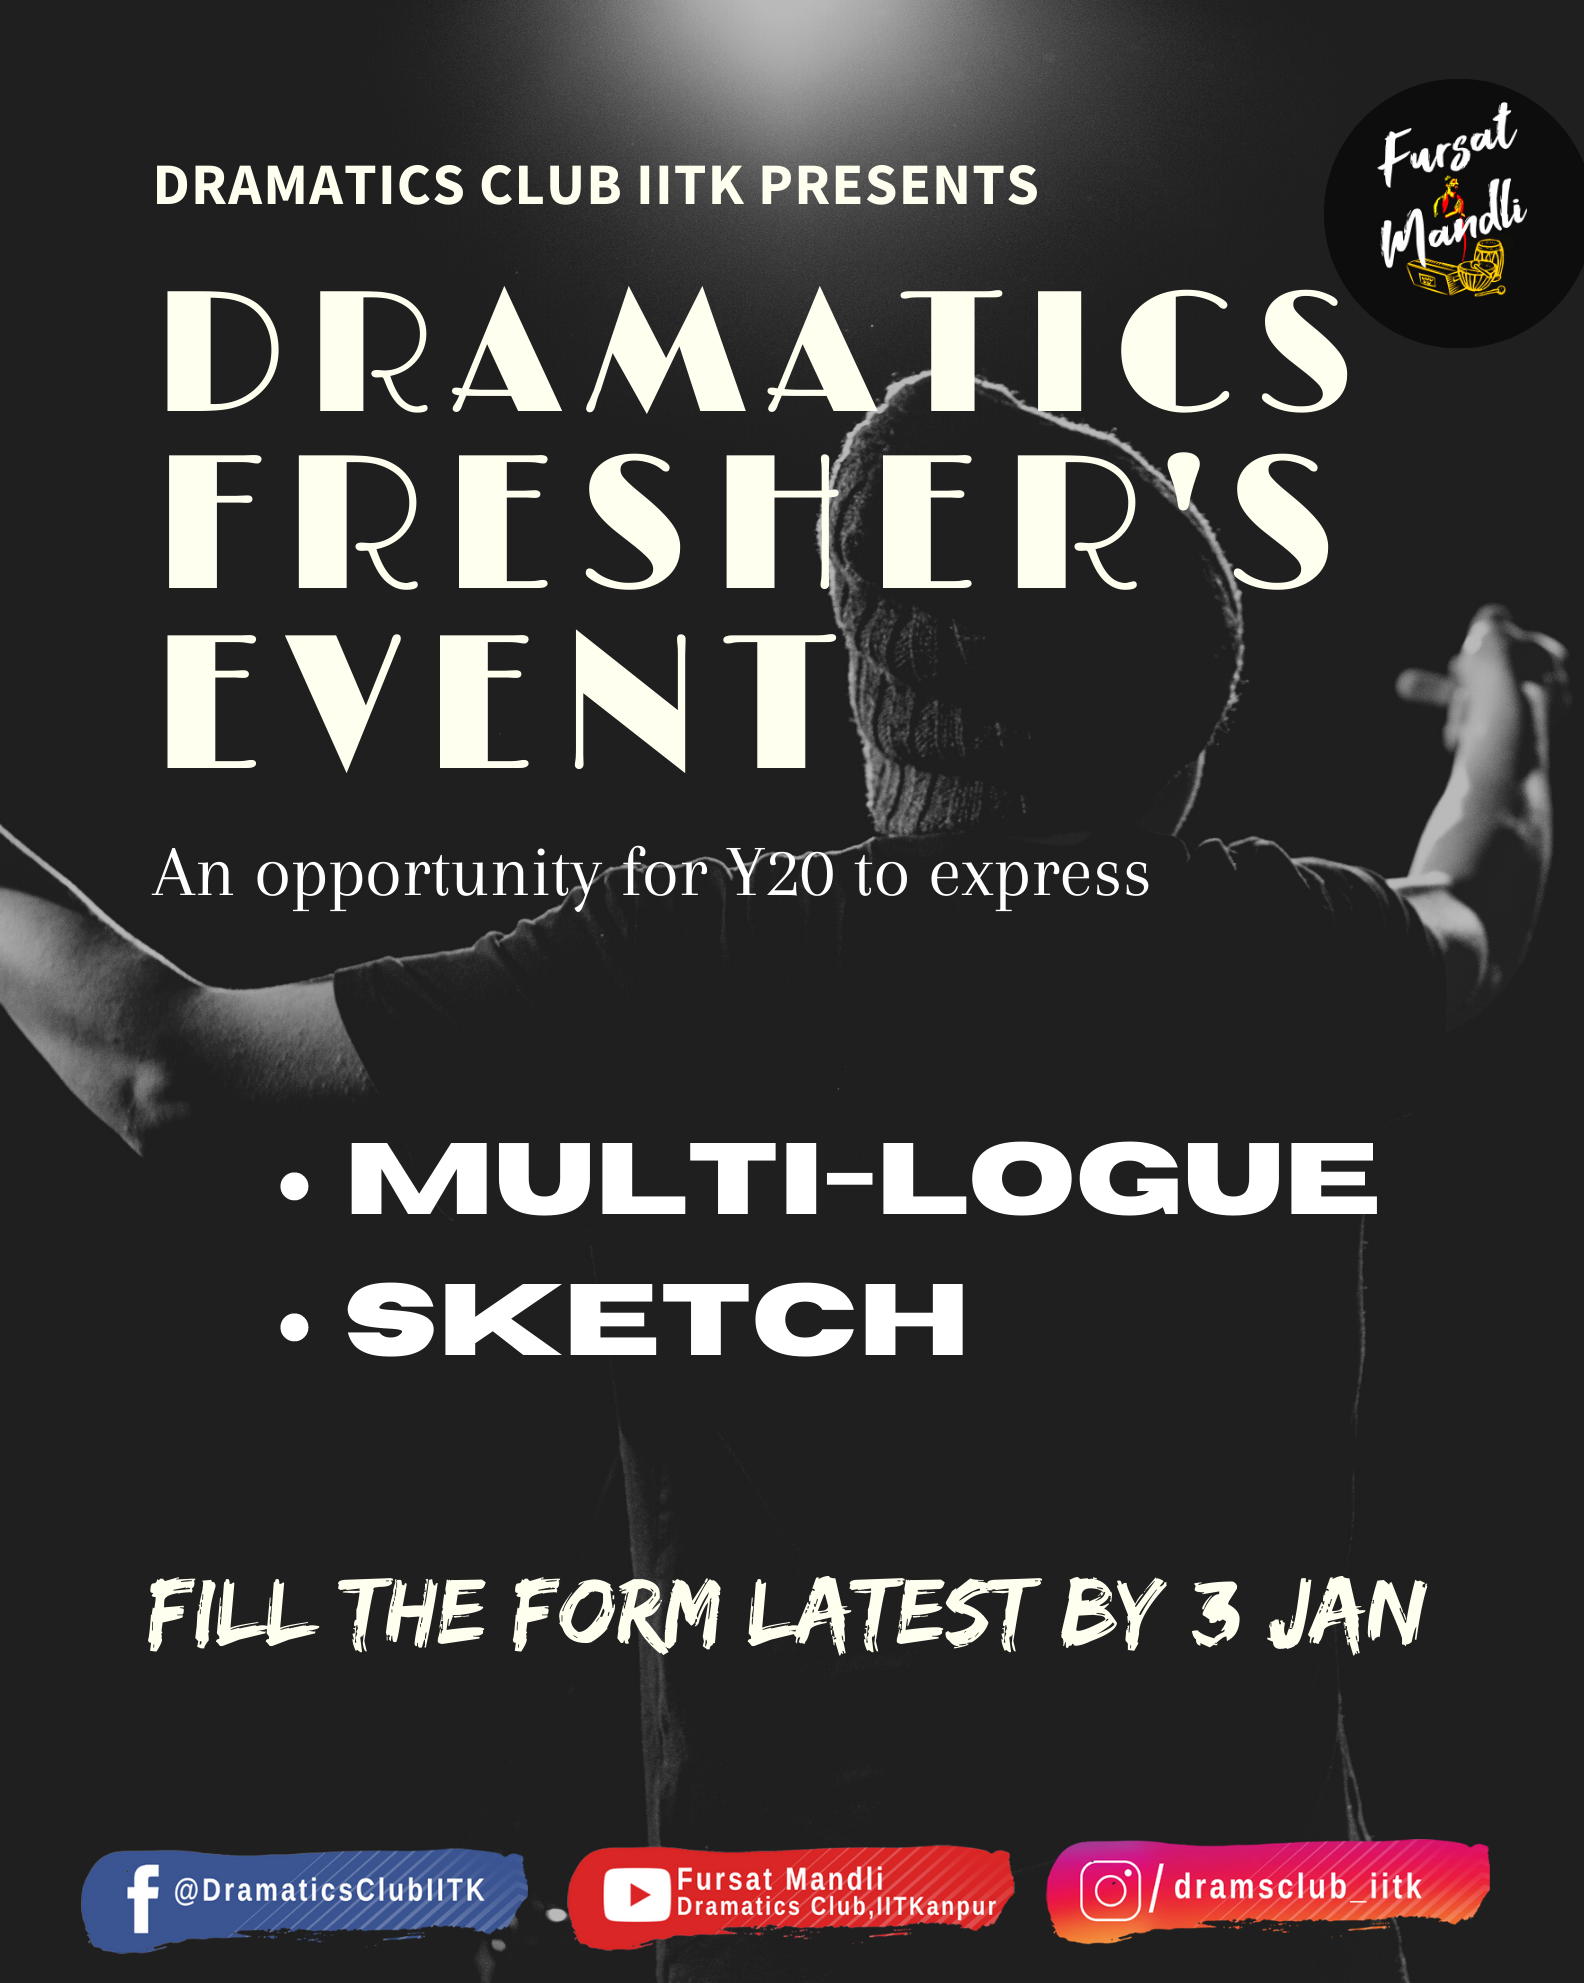 DRAMATICS CLUB IITK PRESENTS
Fursat
Mandli
DRAMATICS
FRESHER'S
EVENT
An opportunity for Y20 to express
• MULTI-LOGUE
• SKETCH
FILL THE FORM LATEST BY 3 JAN
@DramaticsClubIITK
Fursat Mandli
Dramatics Club,IITKanpur
/dramsclub_iitk